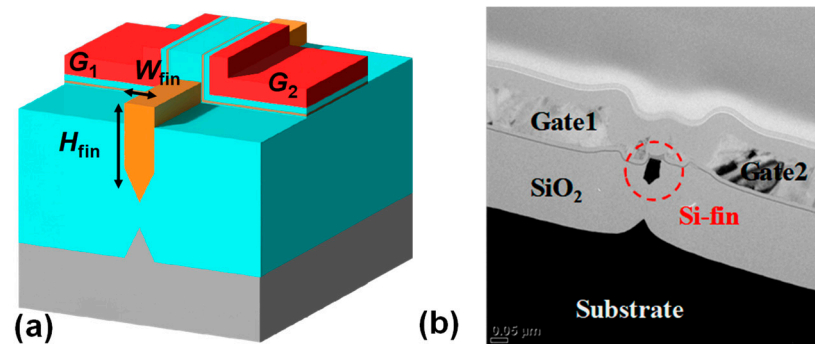 G1
Wfin
G2
Hfin
(a)
Gate1
Gate2
SiO2
Si-fin
Substrate
0.05 μm
(b)